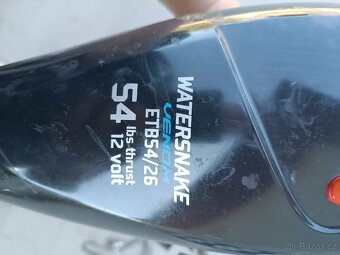 WATERSNAKE
VENOM
ETB54/26
54 lbs thrust
12 volt
©bazos.cz